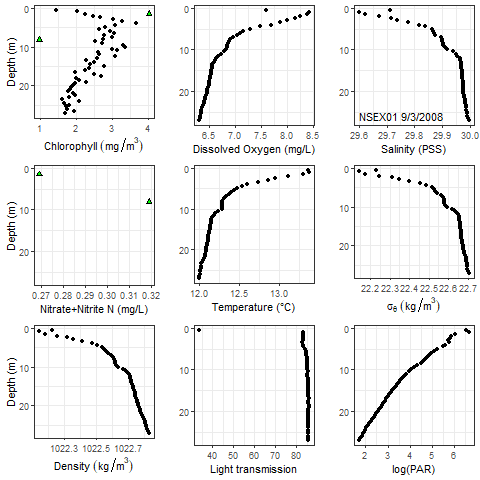 Depth (m)
0
10
20
1 2 3 4
Chlorophyll (mg/m³)
0
10
20
6.5 7.0 7.5 8.0 8.5
Dissolved Oxygen (mg/L)
0
10
20
NSEX01 9/3/2008
29.6 29.7 29.8 29.9 30.0
Salinity (PSS)
Depth (m)
0
10
20
0.27 0.28 0.29 0.30 0.31 0.32
Nitrate+Nitrite N (mg/L)
0
10
20
12.0 12.5 13.0
Temperature (°C)
0
10
20
22.2 22.3 22.4 22.5 22.6 22.7
σθ (kg/m³)
Depth (m)
0
10
20
1022.3 1022.5 1022.7
Density (kg/m³)
0
10
20
40 50 60 70 80
Light transmission
0
10
20
2 3 4 5 6
log(PAR)